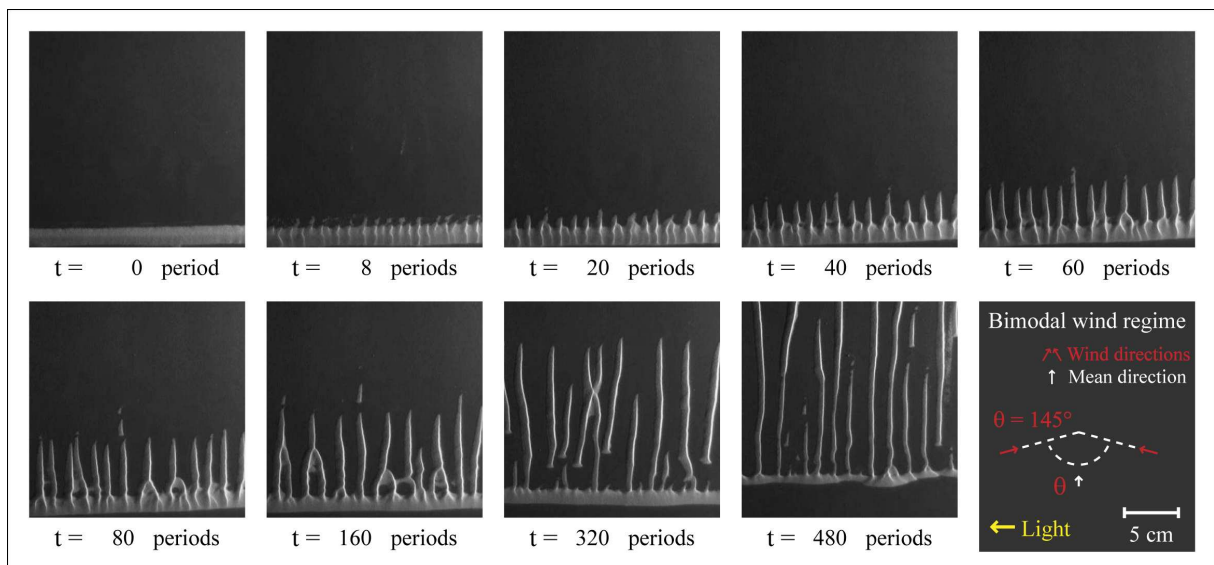 t = 0 period
t = 8 periods
t = 20 periods
t = 40 periods
t = 60 periods
t = 80 periods
t = 160 periods
t = 320 periods
t = 480 periods
Bimodal wind regime
Wind directions
Mean direction
θ = 145°
θ
Light
5 cm